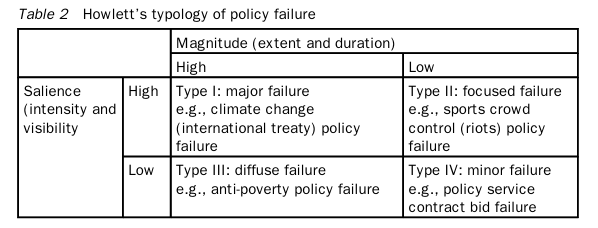 Table 2 Howlett's typology of policy failure
Magnitude (extent and duration)
High
Low
Salience
(intensity and
visibility
High
Type I: major failure
e.g., climate change
(international treaty) policy
failure
Type II: focused failure
e.g., sports crowd
control (riots) policy
failure
Low
Type III: diffuse failure
e.g., anti-poverty policy failure
Type IV: minor failure
e.g., policy service
contract bid failure